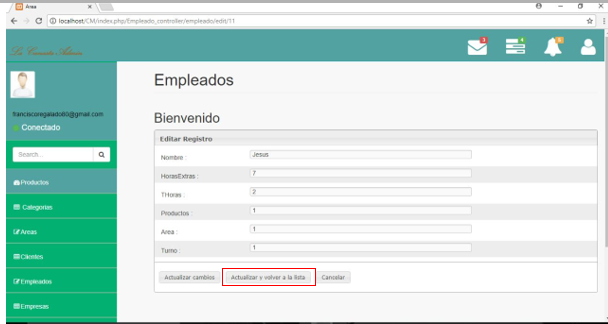 Area
localhost/CM/index.php/Empleado_controller/empleado/edit/11
La Canasta Admin
franciscoregalado60@gmail.com
Conectado
Search...
Productos
Categorias
Areas
Clientes
Empleados
Empresas
Empleados
Bienvenido
Editar Registro
Nombre : Jesus
HorasExtras : 7
THoras : 2
Productos : 1
Area : 1
Turno : 1
Actualizar cambios Actualizar y volver a la lista Cancelar